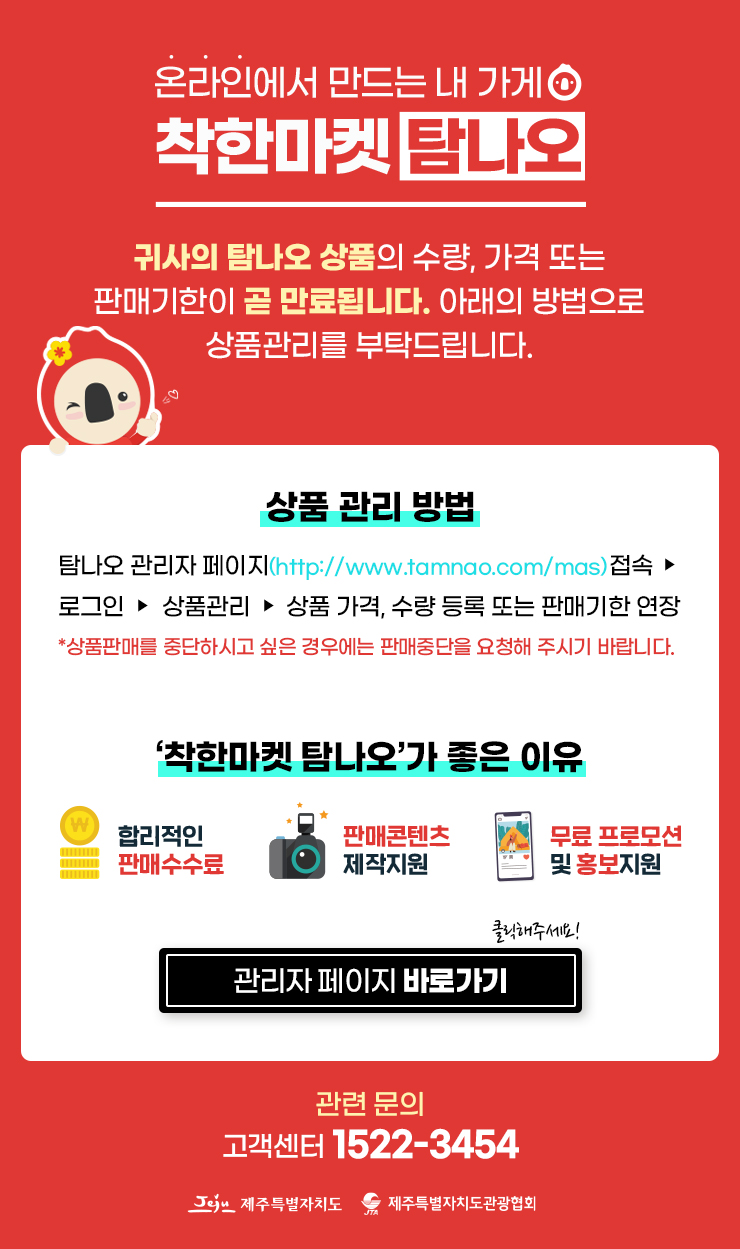 온라인에서 만드는 내 가게
착한마켓 탐나오
귀사의 탐나오 상품의 수량, 가격 또는
판매기한이 곧 만료됩니다. 아래의 방법으로
상품관리를 부탁드립니다.
상품 관리 방법
탐나오 관리자 페이지(http://www.tamnao.com/mas)접속 ▶
로그인 ▶ 상품관리 ▶ 상품 가격, 수량 등록 또는 판매기한 연장
*상품판매를 중단하시고 싶은 경우에는 판매중단을 요청해 주시기 바랍니다.
‘착한마켓 탐나오’가 좋은 이유
₩
합리적인
판매수수료
판매콘텐츠
제작지원
무료 프로모션
및 홍보지원
클릭해주세요!
관리자 페이지 바로가기
관련 문의
고객센터 1522-3454
Jeju 제주특별자치도
JTA 제주특별자치도관광협회